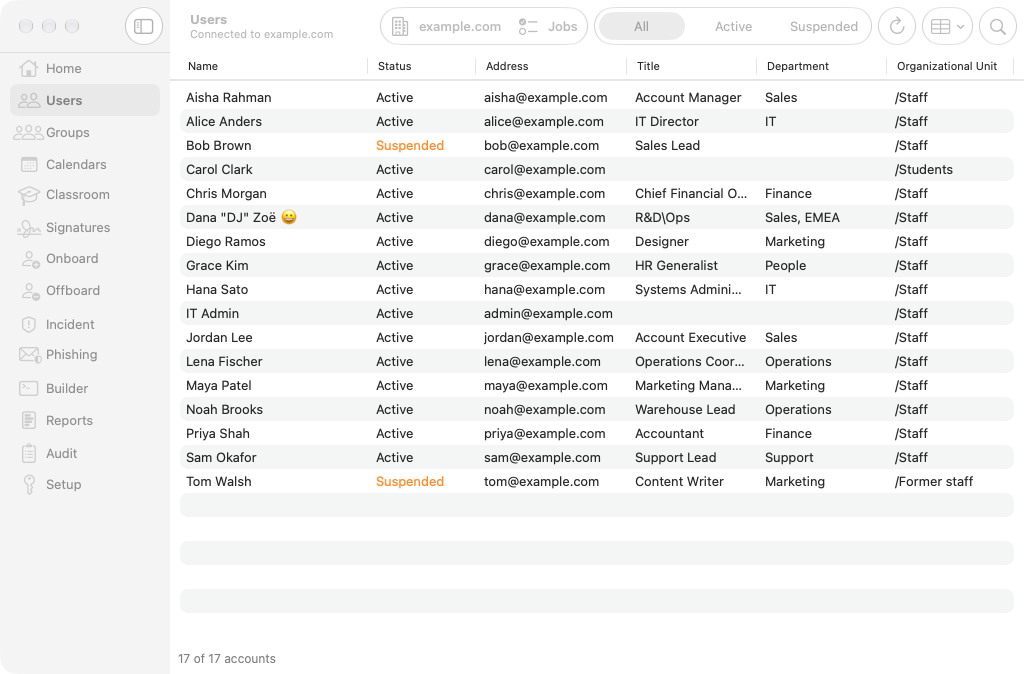 Users
Connected to example.com
example.com
Jobs
All
Active
Suspended
Home
Users
Groups
Calendars
Classroom
Signatures
Onboard
Offboard
Incident
Phishing
Builder
Reports
Audit
Setup
Name Status Address Title Department Organizational Unit
Aisha Rahman Active aisha@example.com Account Manager Sales /Staff
Alice Anders Active alice@example.com IT Director IT /Staff
Bob Brown Suspended bob@example.com Sales Lead /Staff
Carol Clark Active carol@example.com /Students
Chris Morgan Active chris@example.com Chief Financial O... Finance /Staff
Dana "DJ" Zoë 😀 Active dana@example.com R&D\Ops Sales, EMEA /Staff
Diego Ramos Active diego@example.com Designer Marketing /Staff
Grace Kim Active grace@example.com HR Generalist People /Staff
Hana Sato Active hana@example.com Systems Admini... IT /Staff
IT Admin Active admin@example.com /Staff
Jordan Lee Active jordan@example.com Account Executive Sales /Staff
Lena Fischer Active lena@example.com Operations Coor... Operations /Staff
Maya Patel Active maya@example.com Marketing Mana... Marketing /Staff
Noah Brooks Active noah@example.com Warehouse Lead Operations /Staff
Priya Shah Active priya@example.com Accountant Finance /Staff
Sam Okafor Active sam@example.com Support Lead Support /Staff
Tom Walsh Suspended tom@example.com Content Writer Marketing /Former staff
17 of 17 accounts